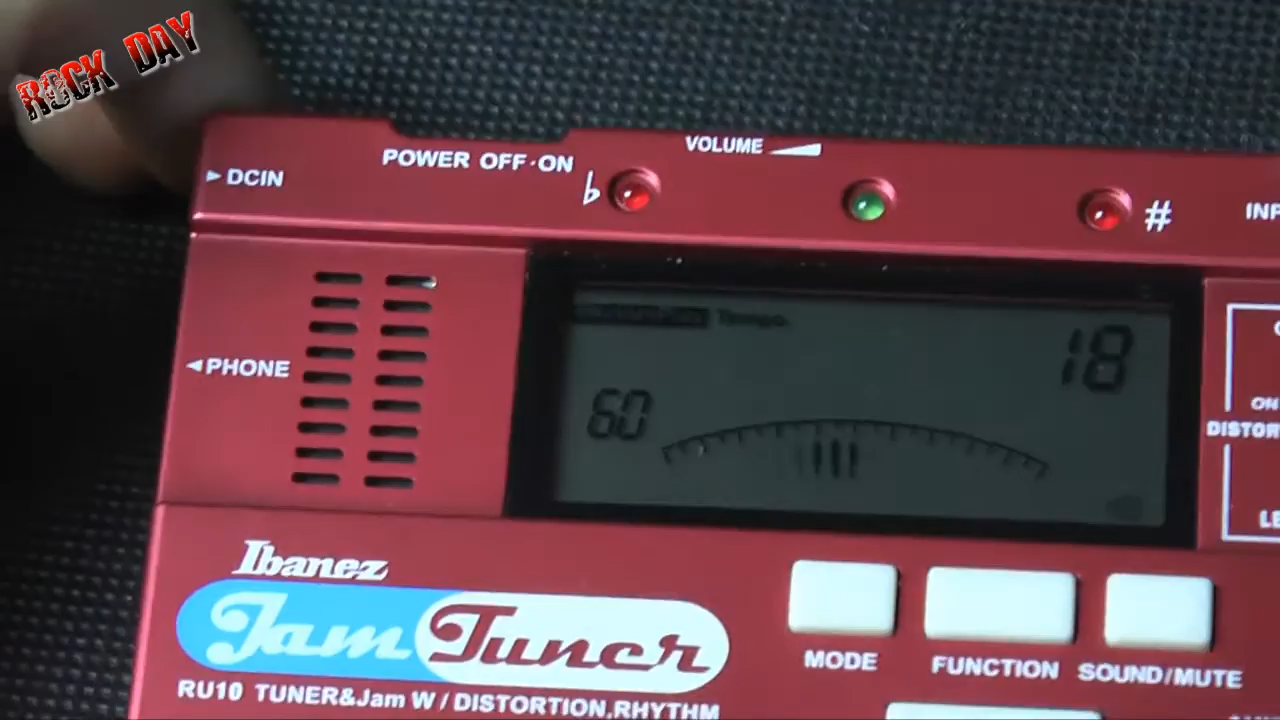 ROCK DAY
VOLUME
POWER OFF·ON
♭
#
DCIN
PHONE
Tempo
18
60
ON
Ibanez
Jam Tuner
MODE
FUNCTION
SOUND/MUTE
RU10 TUNER&Jam W / DISTORTION,RHYTHM